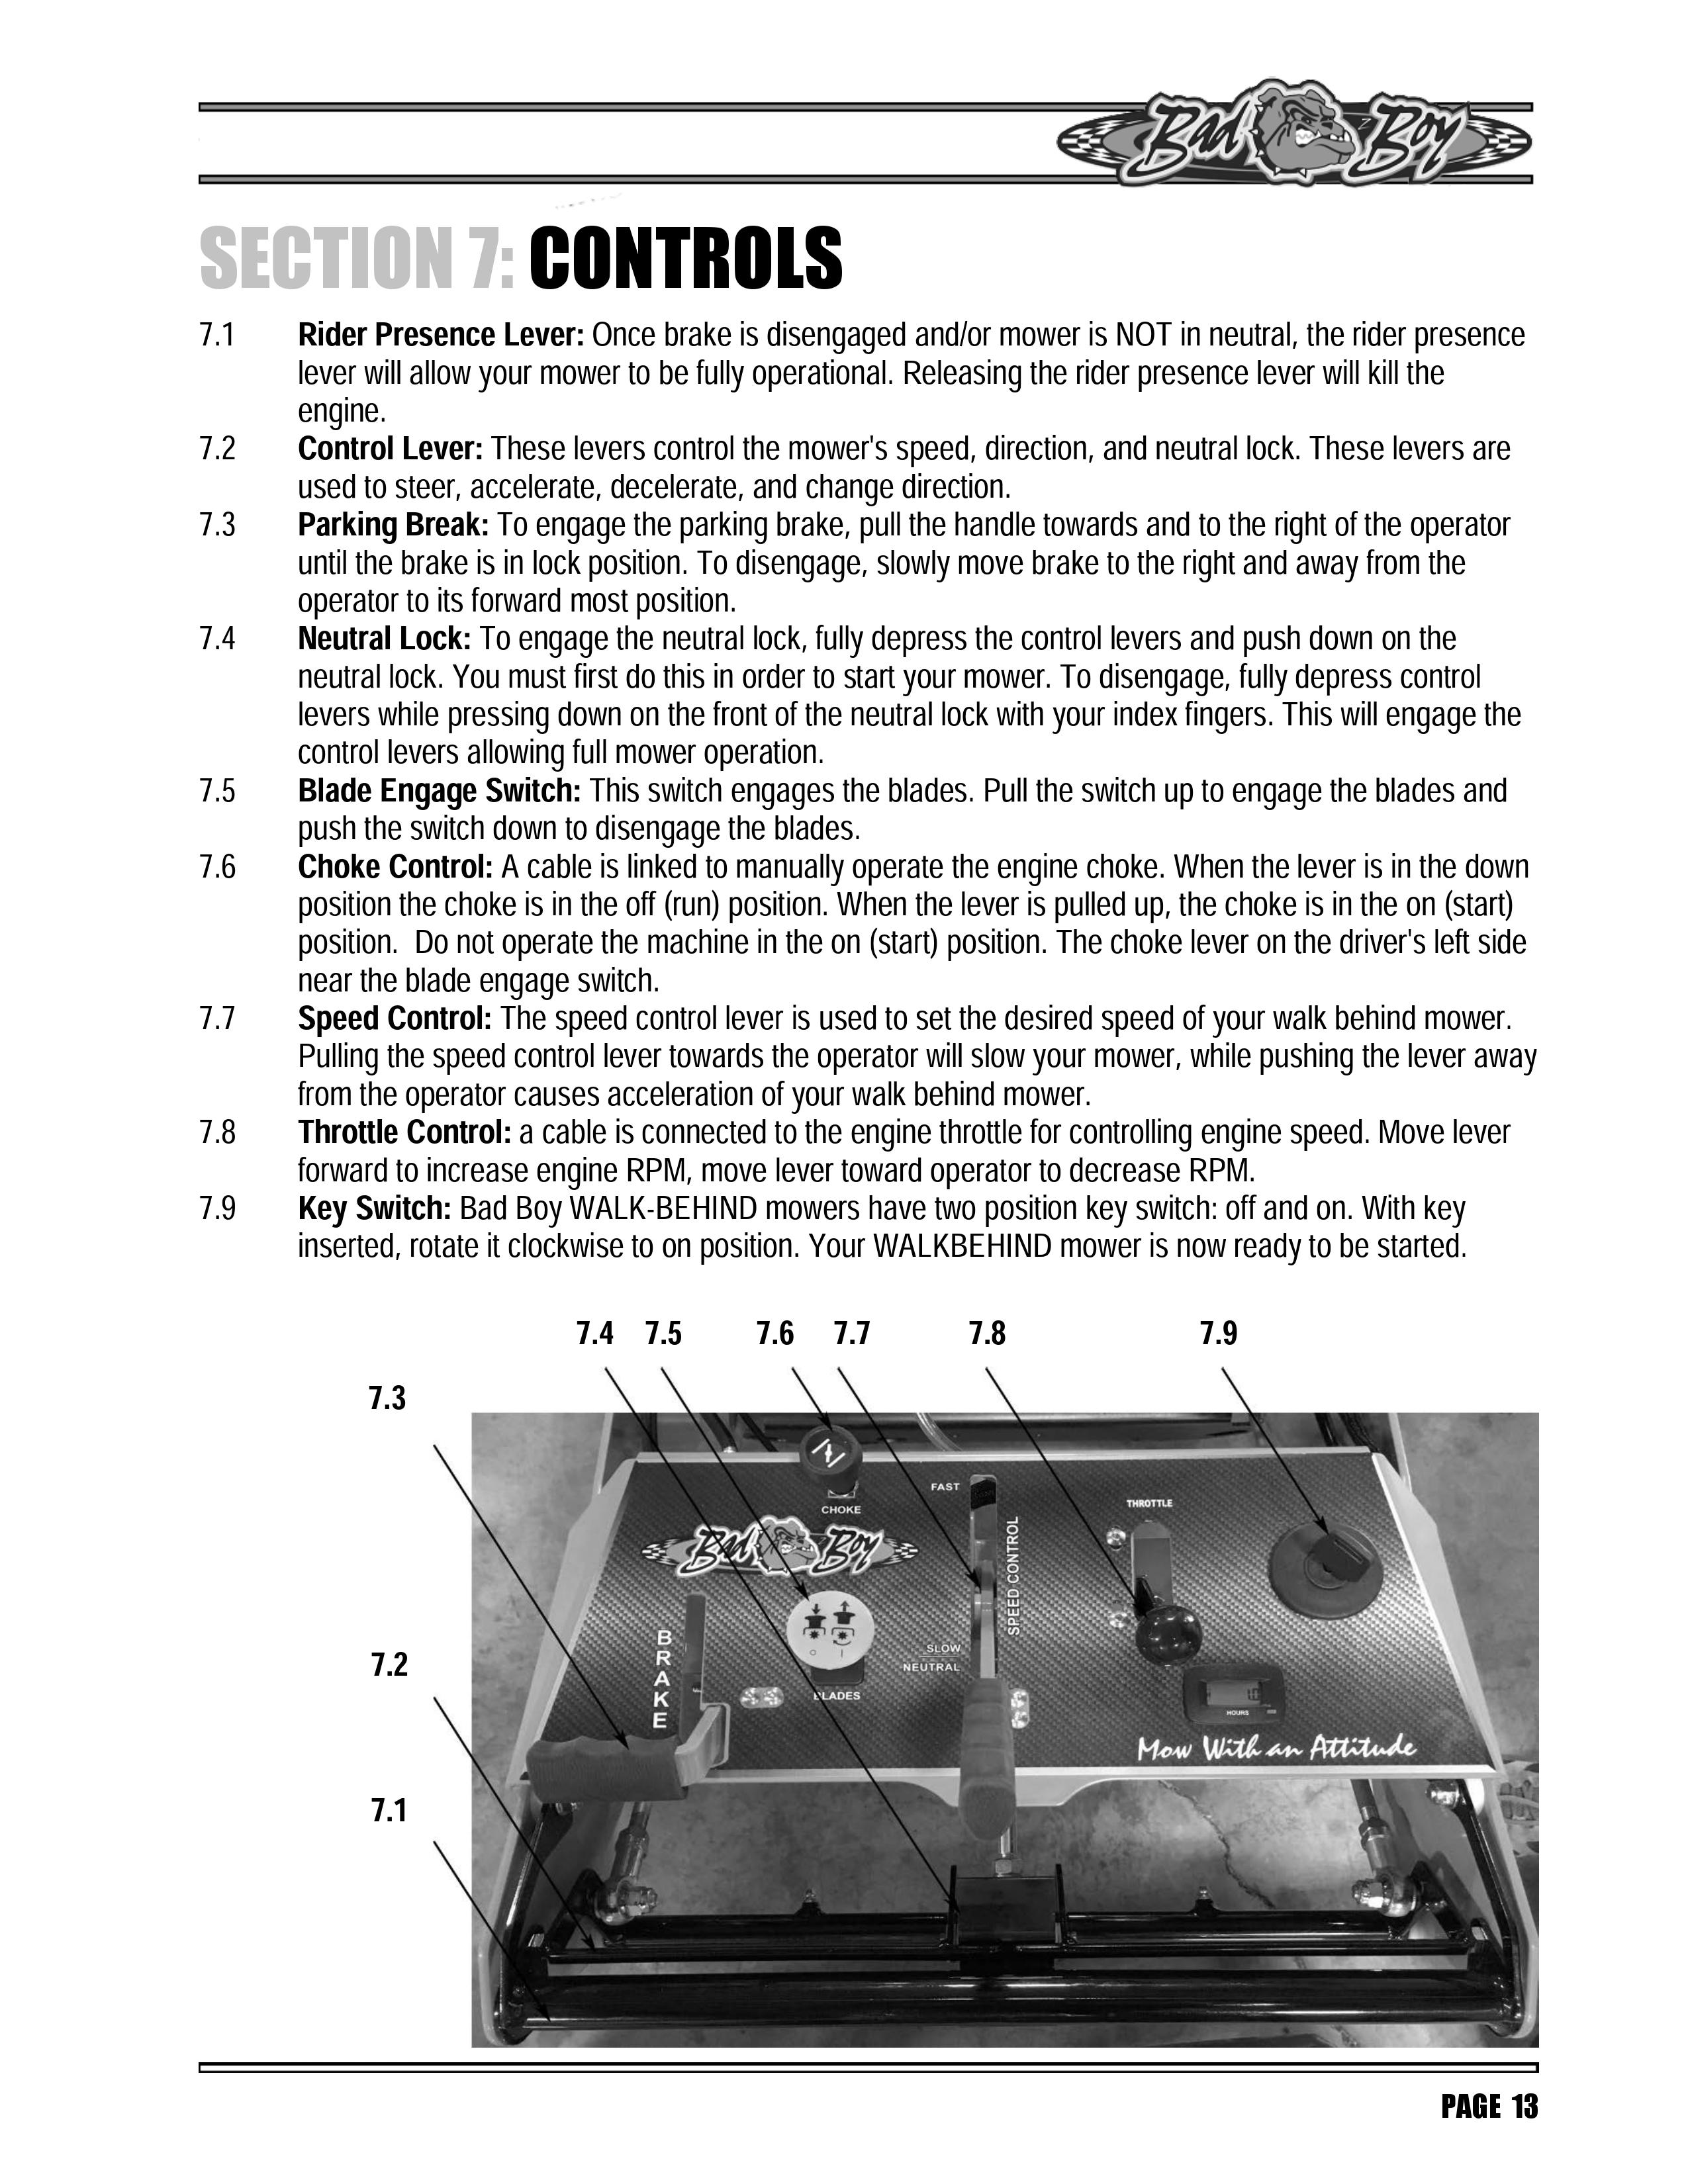 Bad Boy
SECTION 7: CONTROLS
7.1 Rider Presence Lever: Once brake is disengaged and/or mower is NOT in neutral, the rider presence
lever will allow your mower to be fully operational. Releasing the rider presence lever will kill the
engine.
7.2 Control Lever: These levers control the mower's speed, direction, and neutral lock. These levers are
used to steer, accelerate, decelerate, and change direction.
7.3 Parking Break: To engage the parking brake, pull the handle towards and to the right of the operator
until the brake is in lock position. To disengage, slowly move brake to the right and away from the
operator to its forward most position.
7.4 Neutral Lock: To engage the neutral lock, fully depress the control levers and push down on the
neutral lock. You must first do this in order to start your mower. To disengage, fully depress control
levers while pressing down on the front of the neutral lock with your index fingers. This will engage the
control levers allowing full mower operation.
7.5 Blade Engage Switch: This switch engages the blades. Pull the switch up to engage the blades and
push the switch down to disengage the blades.
7.6 Choke Control: A cable is linked to manually operate the engine choke. When the lever is in the down
position the choke is in the off (run) position. When the lever is pulled up, the choke is in the on (start)
position.  Do not operate the machine in the on (start) position. The choke lever on the driver's left side
near the blade engage switch.
7.7 Speed Control: The speed control lever is used to set the desired speed of your walk behind mower.
Pulling the speed control lever towards the operator will slow your mower, while pushing the lever away
from the operator causes acceleration of your walk behind mower.
7.8 Throttle Control: a cable is connected to the engine throttle for controlling engine speed. Move lever
forward to increase engine RPM, move lever toward operator to decrease RPM.
7.9 Key Switch: Bad Boy WALK-BEHIND mowers have two position key switch: off and on. With key
inserted, rotate it clockwise to on position. Your WALKBEHIND mower is now ready to be started.
7.4 7.5 7.6 7.7 7.8 7.9
7.3
FAST
THROTTLE
CHOKE
Bad Boy
SPEED CONTROL
BRAKE
SLOW
NEUTRAL
7.2
BLADES
HOURS
Mow With an Attitude
7.1
PAGE 13